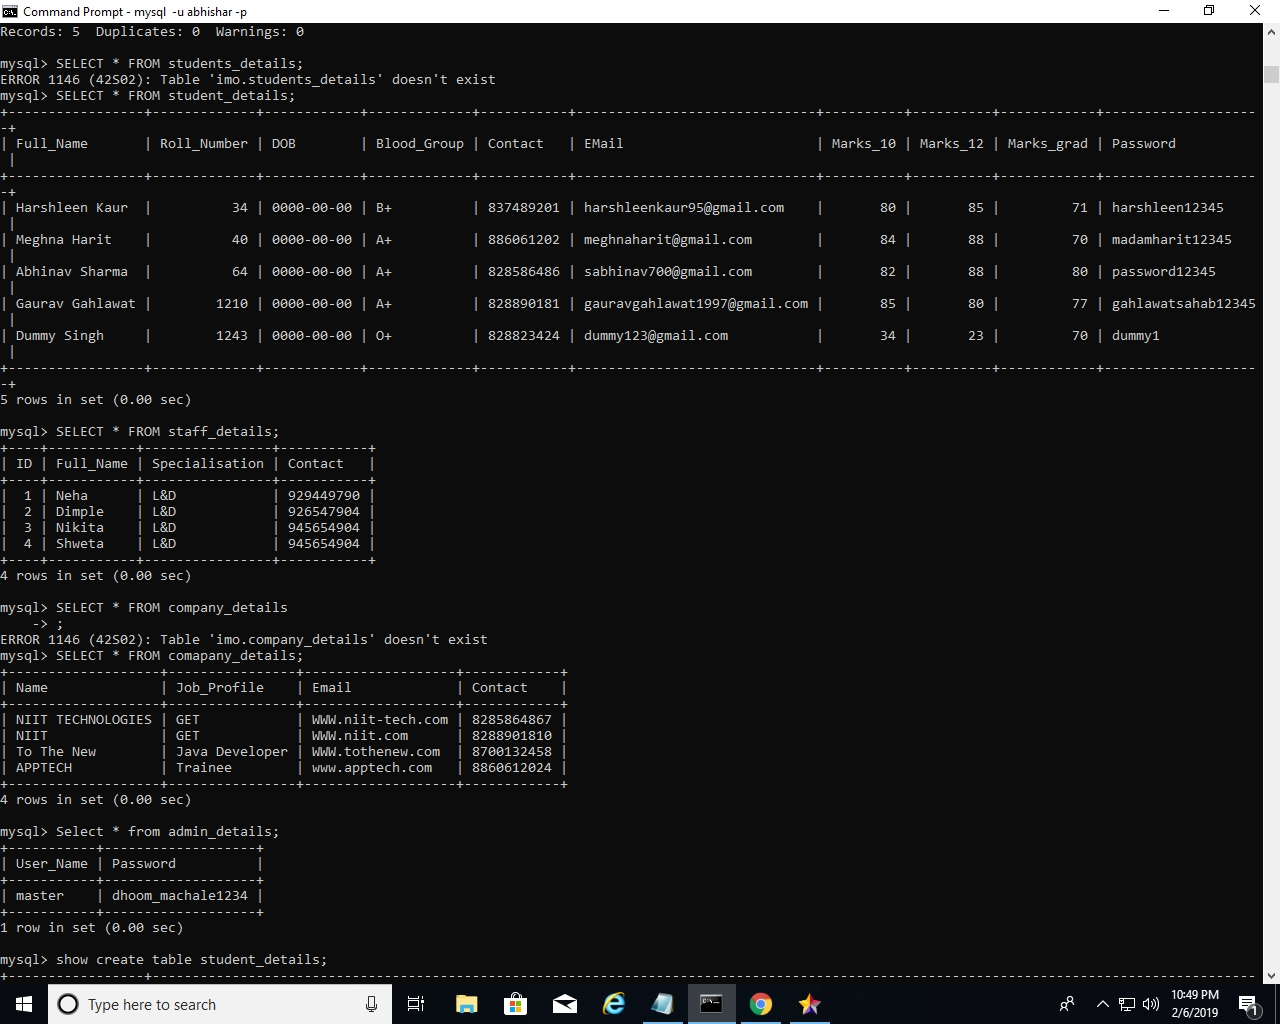 Command Prompt - mysql  -u abhishar -p
Records: 5  Duplicates: 0  Warnings: 0
mysql> SELECT * FROM students_details;
ERROR 1146 (42S02): Table 'imo.students_details' doesn't exist
mysql> SELECT * FROM student_details;
+-----------------+-------------+------------+-------------+-----------+------------------------------+----------+----------+------------+-------------------
-+
| Full_Name       | Roll_Number | DOB        | Blood_Group | Contact   | EMail                        | Marks_10 | Marks_12 | Marks_grad | Password
 |
+-----------------+-------------+------------+-------------+-----------+------------------------------+----------+----------+------------+-------------------
-+
| Harshleen Kaur  |          34 | 0000-00-00 | B+          | 837489201 | harshleenkaur95@gmail.com    |       80 |       85 |         71 | harshleen12345
 |
| Meghna Harit    |          40 | 0000-00-00 | A+          | 886061202 | meghnaharit@gmail.com        |       84 |       88 |         70 | madamharit12345
 |
| Abhinav Sharma  |          64 | 0000-00-00 | A+          | 828586486 | sabhinav700@gmail.com        |       82 |       88 |         80 | password12345
 |
| Gaurav Gahlawat |        1210 | 0000-00-00 | A+          | 828890181 | gauravgahlawat1997@gmail.com |       85 |       80 |         77 | gahlawatsahab12345
 |
| Dummy Singh     |        1243 | 0000-00-00 | O+          | 828823424 | dummy123@gmail.com           |       34 |       23 |         70 | dummy1
 |
+-----------------+-------------+------------+-------------+-----------+------------------------------+----------+----------+------------+-------------------
-+
5 rows in set (0.00 sec)
mysql> SELECT * FROM staff_details;
+----+-----------+----------------+-----------+
| ID | Full_Name | Specialisation | Contact   |
+----+-----------+----------------+-----------+
|  1 | Neha      | L&D            | 929449790 |
|  2 | Dimple    | L&D            | 926547904 |
|  3 | Nikita    | L&D            | 945654904 |
|  4 | Shweta    | L&D            | 945654904 |
+----+-----------+----------------+-----------+
4 rows in set (0.00 sec)
mysql> SELECT * FROM company_details
    -> ;
ERROR 1146 (42S02): Table 'imo.company_details' doesn't exist
mysql> SELECT * FROM comapany_details;
+-------------------+----------------+-------------------+------------+
| Name              | Job_Profile    | Email             | Contact    |
+-------------------+----------------+-------------------+------------+
| NIIT TECHNOLOGIES | GET            | WWW.niit-tech.com | 8285864867 |
| NIIT              | GET            | WWW.niit.com      | 8288901810 |
| To The New        | Java Developer | WWW.tothenew.com  | 8700132458 |
| APPTECH           | Trainee        | www.apptech.com   | 8860612024 |
+-------------------+----------------+-------------------+------------+
4 rows in set (0.00 sec)
mysql> Select * from admin_details;
+-----------+-------------------+
| User_Name | Password          |
+-----------+-------------------+
| master    | dhoom_machale1234 |
+-----------+-------------------+
1 row in set (0.00 sec)
mysql> show create table student_details;
+-----------------+-------------------------------------------------------------------------------------------------------------------------------------------
Type here to search
10:49 PM
2/6/2019
1